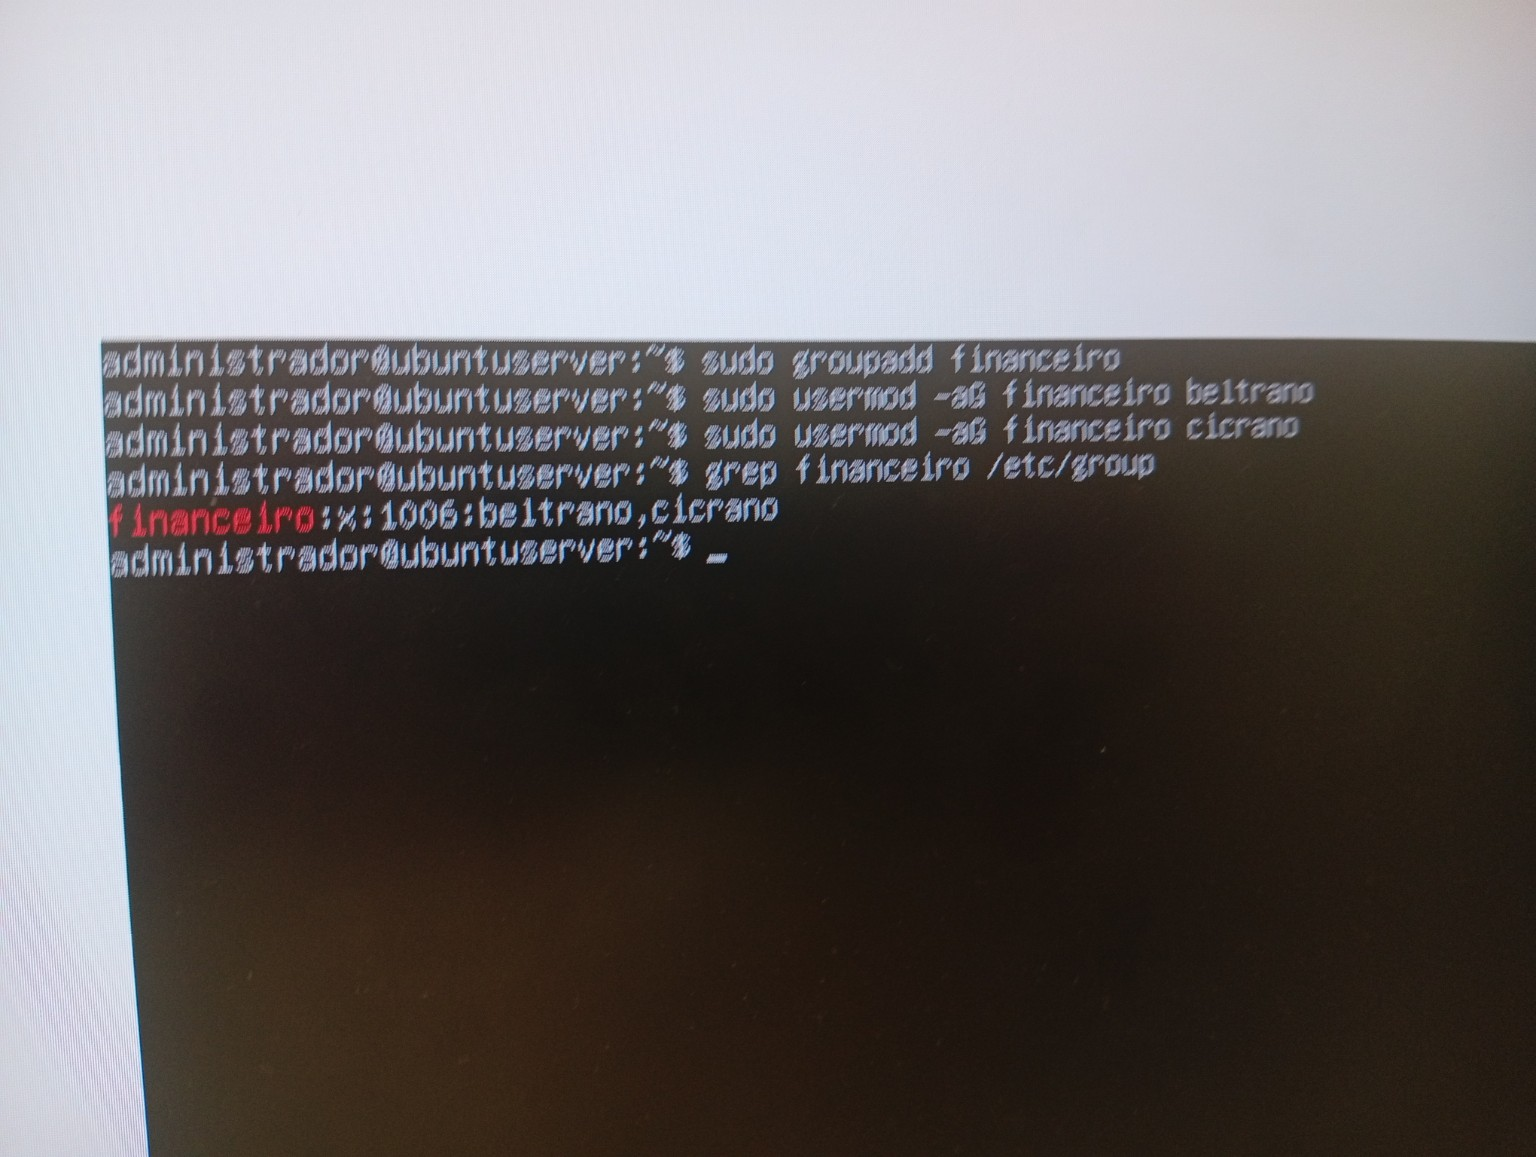 administrador@ubuntuserver:~$ sudo groupadd financeiro
administrador@ubuntuserver:~$ sudo usermod -aG financeiro beltrano
administrador@ubuntuserver:~$ sudo usermod -aG financeiro cicrano
administrador@ubuntuserver:~$ grep financeiro /etc/group
financeiro:x:1006:beltrano,cicrano
administrador@ubuntuserver:~$ _